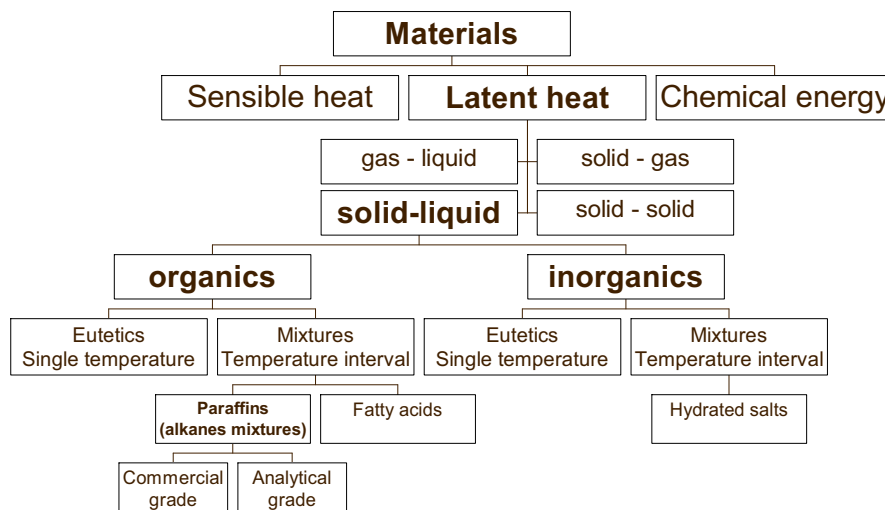 Materials
Sensible heat
Latent heat
Chemical energy
gas - liquid
solid - gas
solid-liquid
solid - solid
organics
inorganics
Eutetics
Single temperature
Mixtures
Temperature interval
Eutetics
Single temperature
Mixtures
Temperature interval
Paraffins
(alkanes mixtures)
Fatty acids
Hydrated salts
Commercial
grade
Analytical
grade